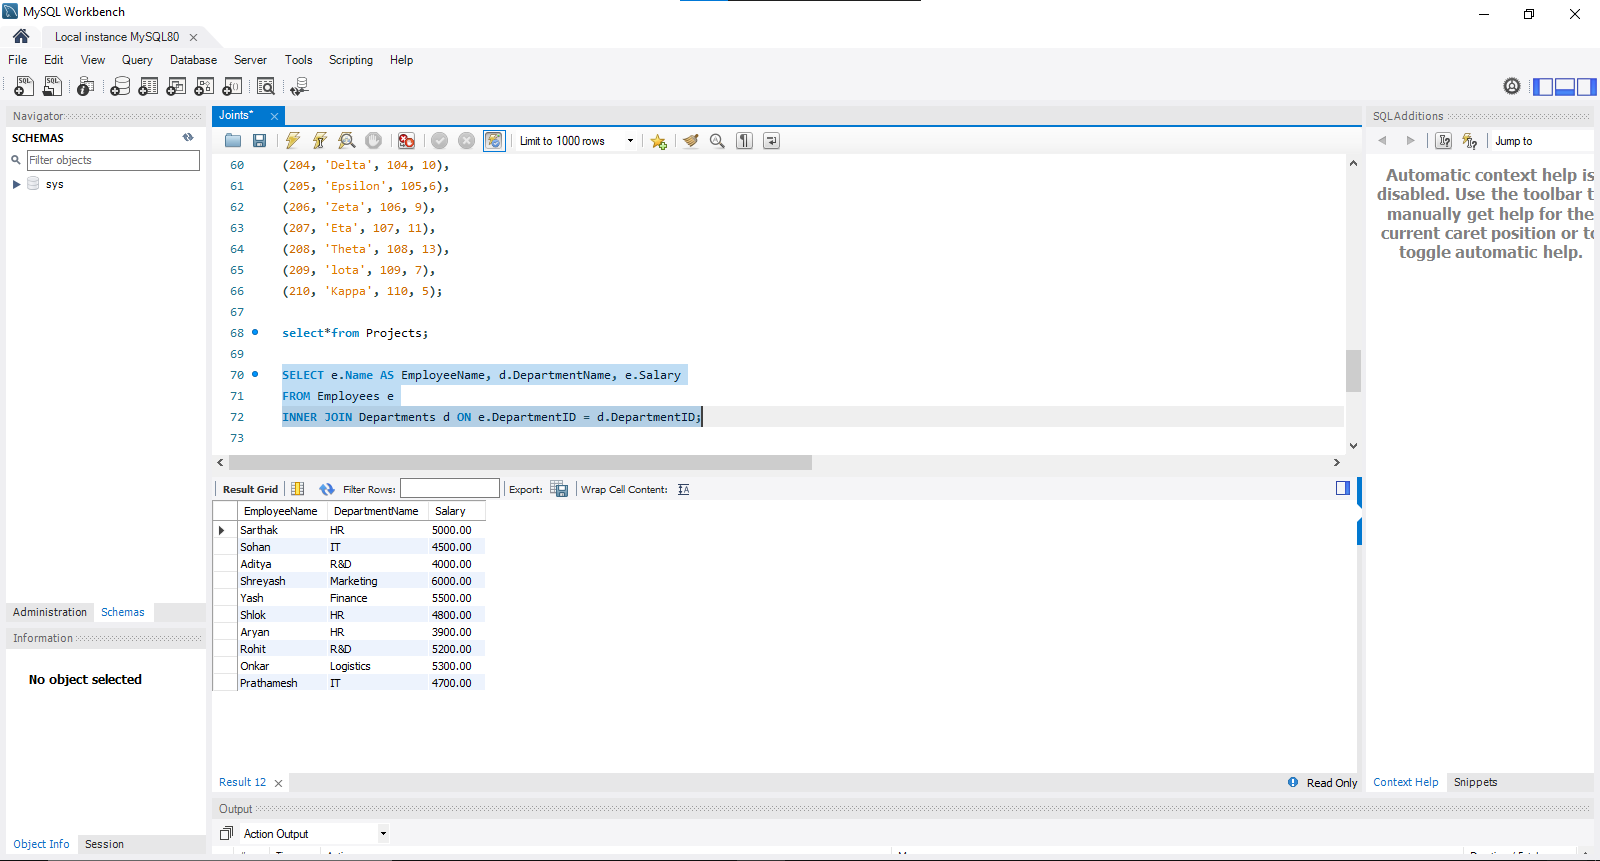 MySQL Workbench
Local instance MySQL80
File Edit View Query Database Server Tools Scripting Help
Navigator
SCHEMAS
Filter objects
sys
Administration Schemas
Information
No object selected
Object Info Session
Joints*
Limit to 1000 rows
60 (204, 'Delta', 104, 10),
61 (205, 'Epsilon', 105,6),
62 (206, 'Zeta', 106, 9),
63 (207, 'Eta', 107, 11),
64 (208, 'Theta', 108, 13),
65 (209, 'lota', 109, 7),
66 (210, 'Kappa', 110, 5);
67
68 select*from Projects;
69
70 SELECT e.Name AS EmployeeName, d.DepartmentName, e.Salary
71 FROM Employees e
72 INNER JOIN Departments d ON e.DepartmentID = d.DepartmentID;
73
Result Grid Filter Rows: Export: Wrap Cell Content:
EmployeeName DepartmentName Salary
Sarthak HR 5000.00
Sohan IT 4500.00
Aditya R&D 4000.00
Shreyash Marketing 6000.00
Yash Finance 5500.00
Shlok HR 4800.00
Aryan HR 3900.00
Rohit R&D 5200.00
Onkar Logistics 5300.00
Prathamesh IT 4700.00
Result 12
Read Only
Output
Action Output
SQLAdditions
Jump to
Automatic context help is
disabled. Use the toolbar t
manually get help for the
current caret position or to
toggle automatic help.
Context Help Snippets